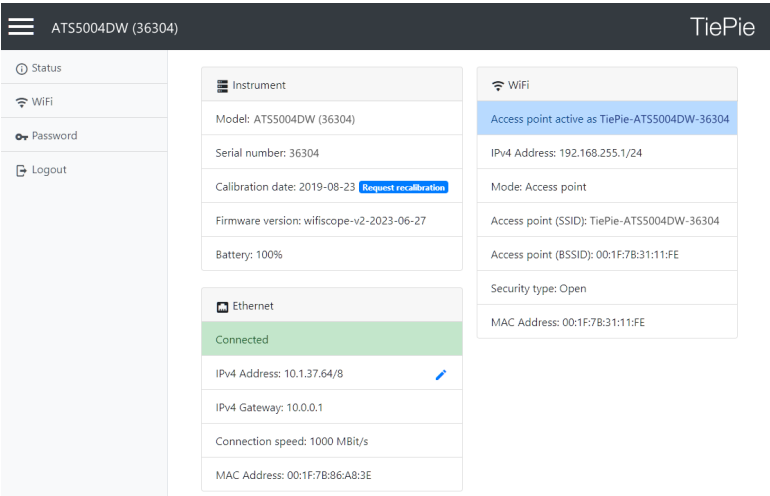 ATS5004DW (36304)
TiePie
Status
WiFi
Password
Logout
Instrument
Model: ATS5004DW (36304)
Serial number: 36304
Calibration date: 2019-08-23 Request recalibration
Firmware version: wifiscope-v2-2023-06-27
Battery: 100%
Ethernet
Connected
IPv4 Address: 10.1.37.64/8
IPv4 Gateway: 10.0.0.1
Connection speed: 1000 MBit/s
MAC Address: 00:1F:7B:86:A8:3E
WiFi
Access point active as TiePie-ATS5004DW-36304
IPv4 Address: 192.168.255.1/24
Mode: Access point
Access point (SSID): TiePie-ATS5004DW-36304
Access point (BSSID): 00:1F:7B:31:11:FE
Security type: Open
MAC Address: 00:1F:7B:31:11:FE